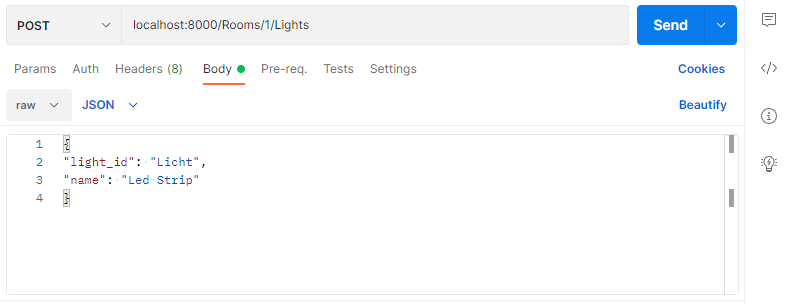 POST
localhost:8000/Rooms/1/Lights
Send
Params Auth Headers (8) Body Pre-req. Tests Settings Cookies
raw JSON Beautify
1 {
2 "light_id": "Licht",
3 "name": "Led Strip"
4 }